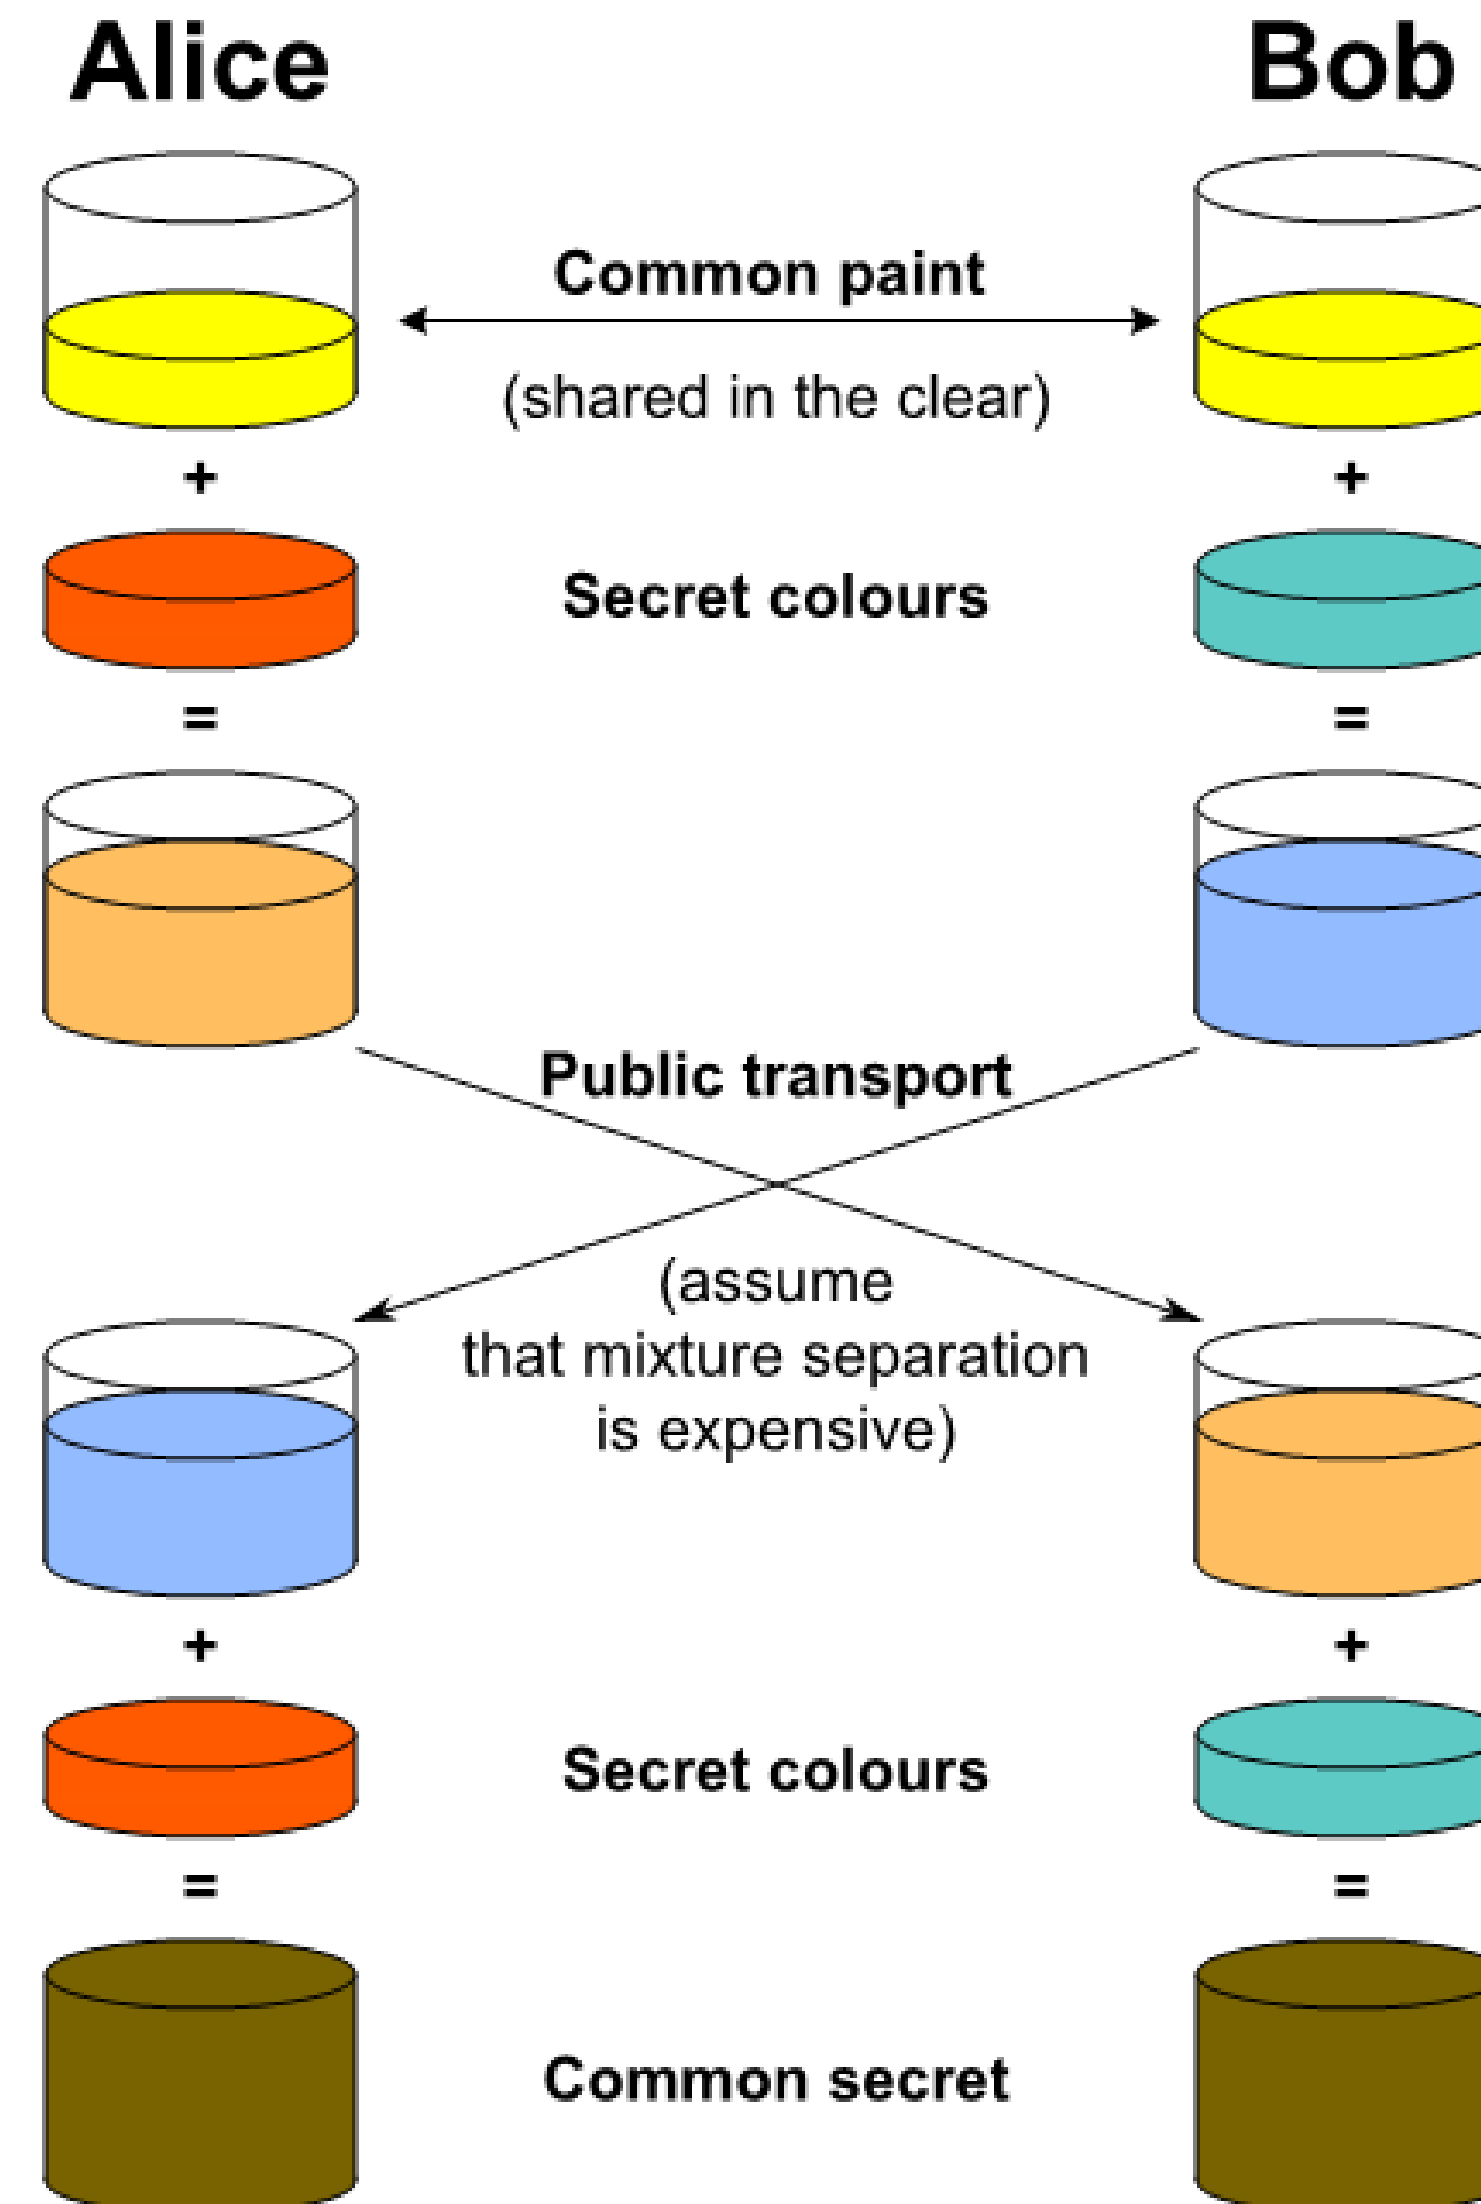 Alice
Bob
Common paint
(shared in the clear)
+
+
Secret colours
=
=
Public transport
(assume
that mixture separation
is expensive)
+
+
Secret colours
=
=
Common secret